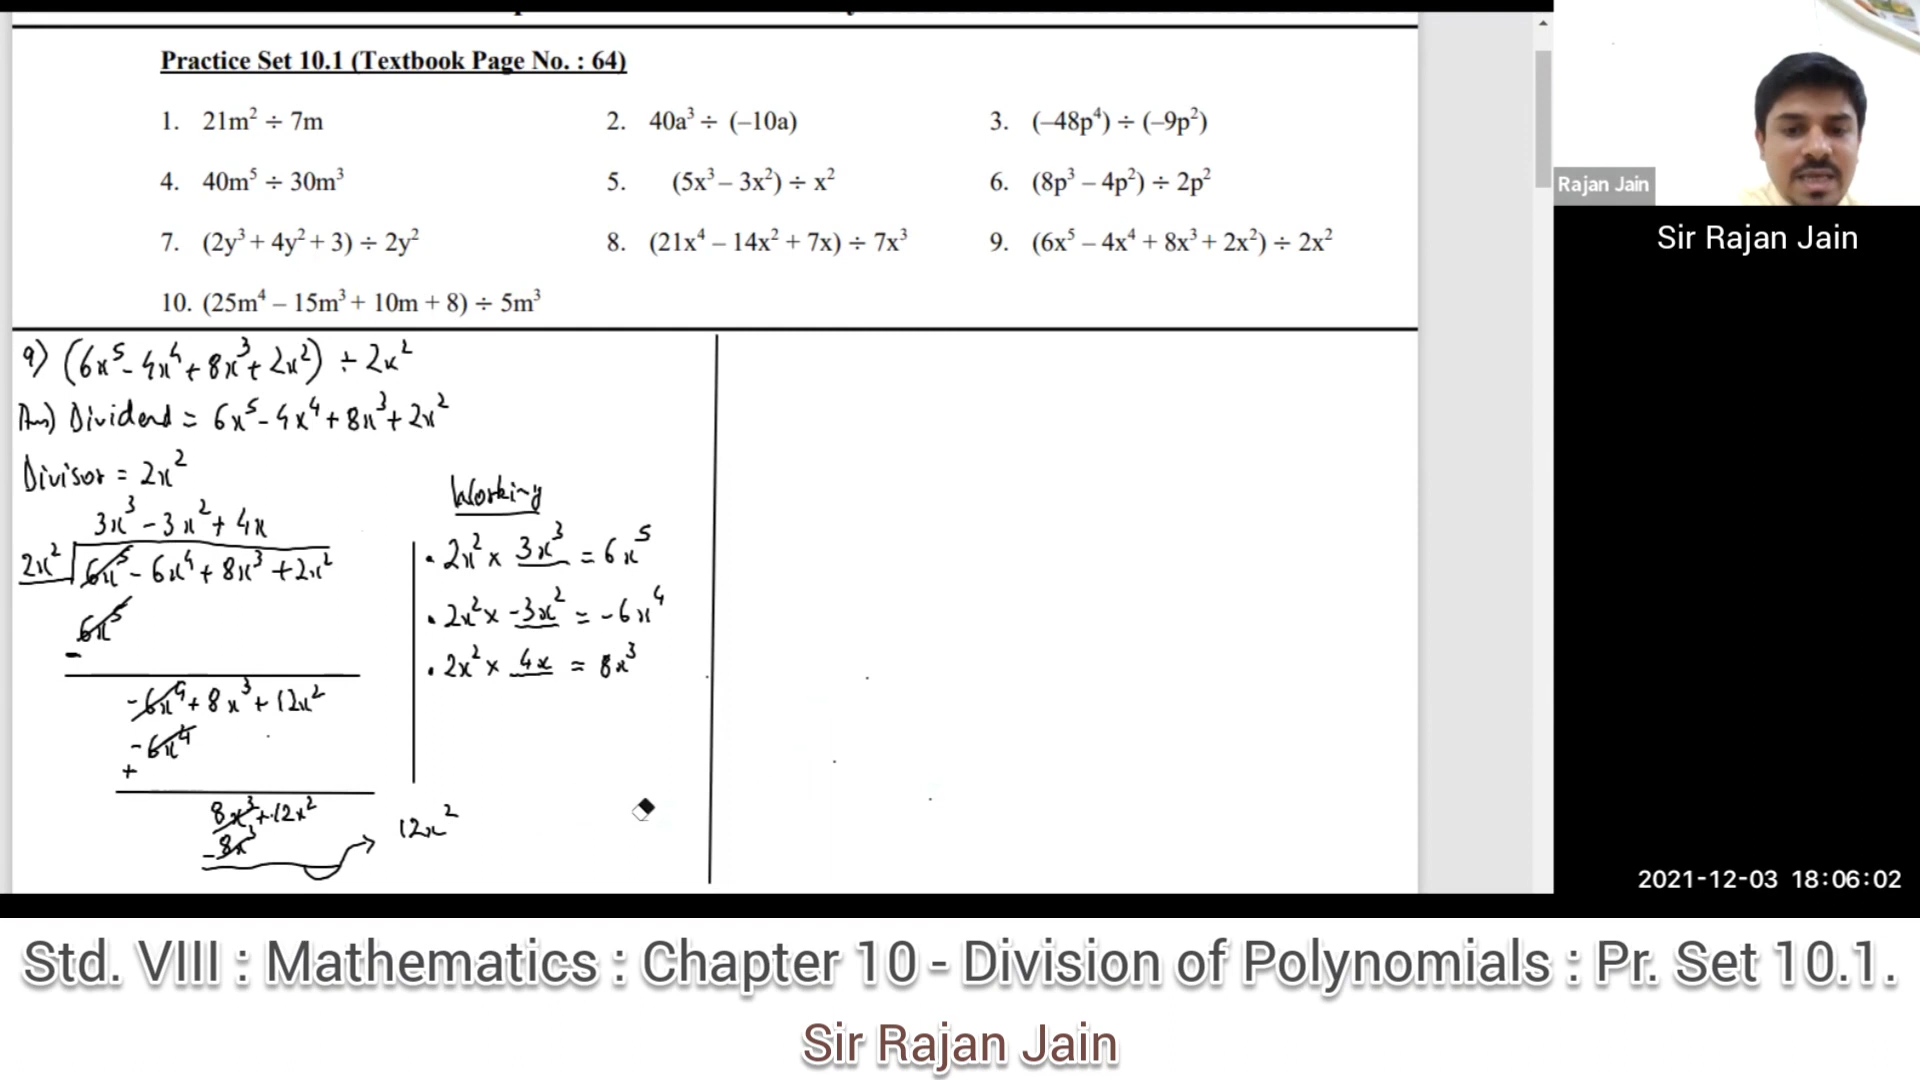 Practice Set 10.1 (Textbook Page No. : 64)
1. 21m² ÷ 7m 2. 40a³ ÷ (–10a) 3. (–48p⁴) ÷ (–9p²)
4. 40m⁵ ÷ 30m³ 5. (5x³ – 3x²) ÷ x² 6. (8p³ – 4p²) ÷ 2p²
7. (2y³ + 4y² + 3) ÷ 2y² 8. (21x⁴ – 14x² + 7x) ÷ 7x³ 9. (6x⁵ – 4x⁴ + 8x³ + 2x²) ÷ 2x²
10. (25m⁴ – 15m³ + 10m + 8) ÷ 5m³
9) (6x⁵ - 4x⁴ + 8x³ + 2x²) ÷ 2x²
Ans) Dividend = 6x⁵ - 4x⁴ + 8x³ + 2x²
Divisor = 2x²
3x³ - 3x² + 4x
2x² 6x⁵ - 6x⁴ + 8x³ + 2x²
6x⁵
-
-6x⁴ + 8x³ + 12x²
-6x⁴
+
8x³ + 12x²
-8x³
12x²
Working
. 2x² × 3x³ = 6x⁵
. 2x² × -3x² = -6x⁴
. 2x² × 4x = 8x³
Rajan Jain
Sir Rajan Jain
2021-12-03 18:06:02
Std. VIII : Mathematics : Chapter 10 - Division of Polynomials : Pr. Set 10.1.
Sir Rajan Jain